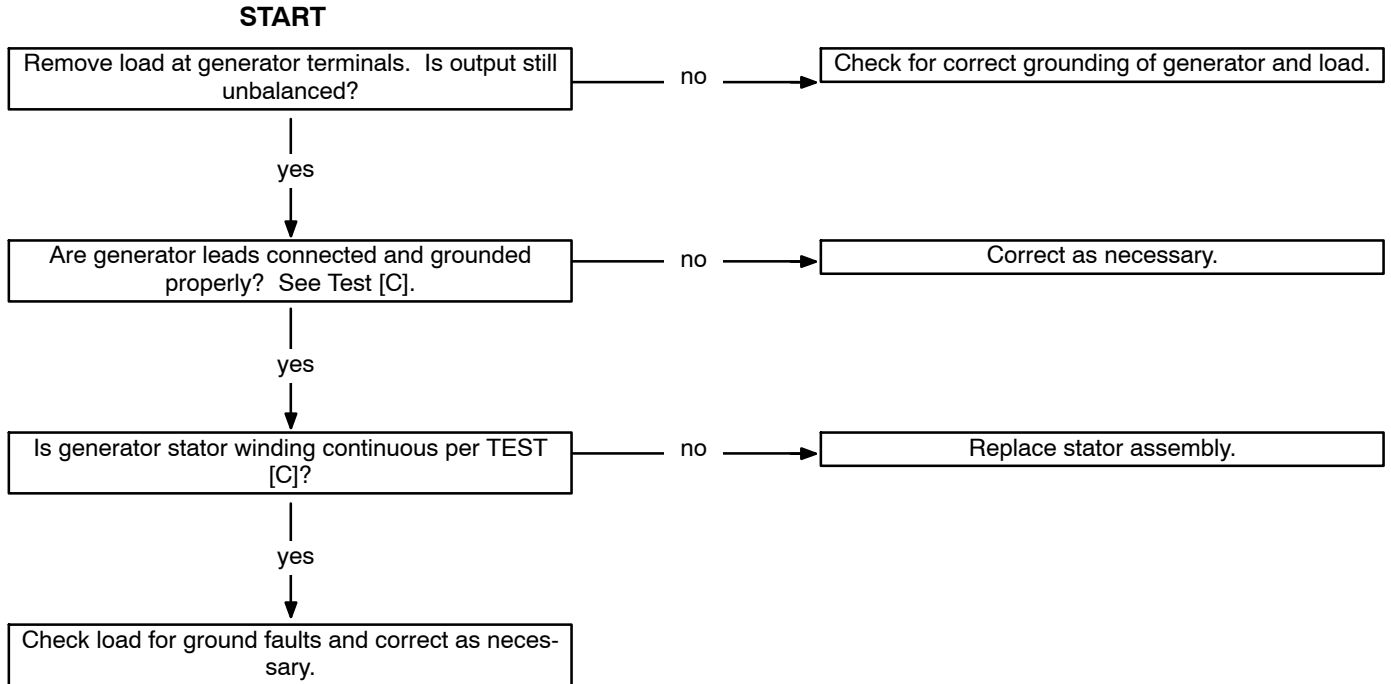 START
Remove load at generator terminals.  Is output still
unbalanced?
no
Check for correct grounding of generator and load.
yes
Are generator leads connected and grounded
properly?  See Test [C].
no
Correct as necessary.
yes
Is generator stator winding continuous per TEST
[C]?
no
Replace stator assembly.
yes
Check load for ground faults and correct as neces-
sary.